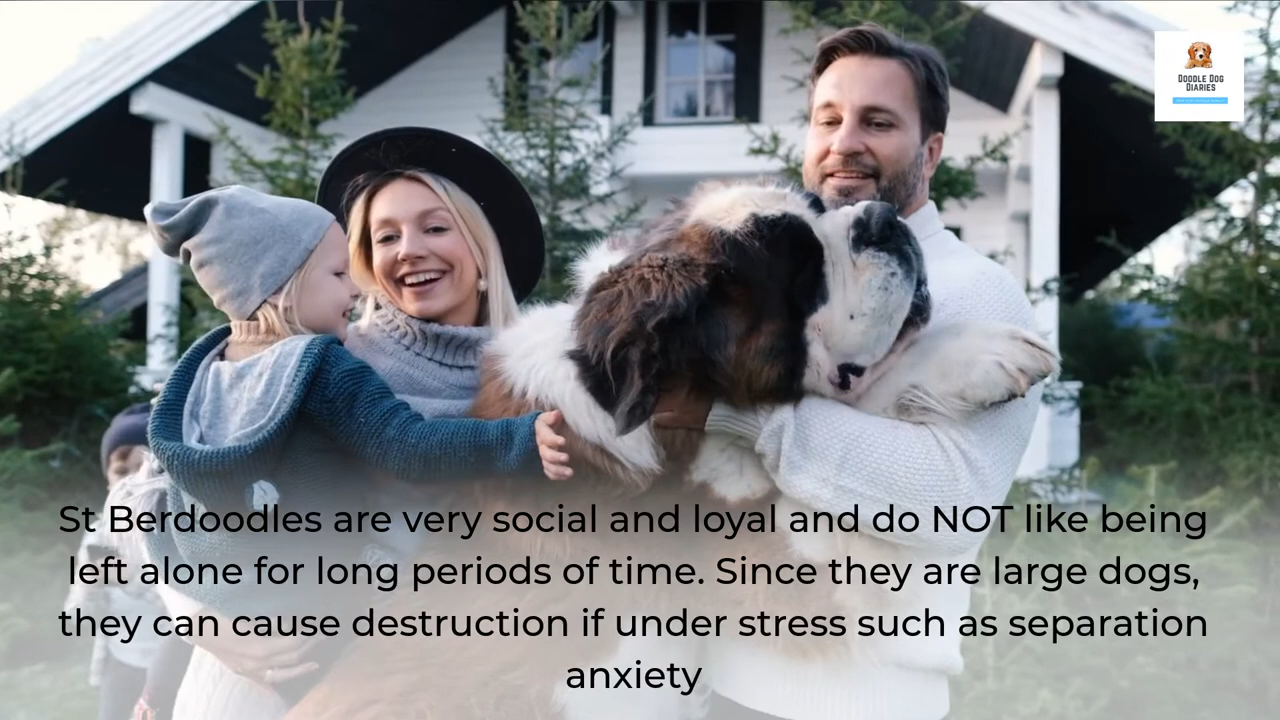 DOODLE DOG
DIARIES
St Berdoodles are very social and loyal and do NOT like being
left alone for long periods of time. Since they are large dogs,
they can cause destruction if under stress such as separation
anxiety